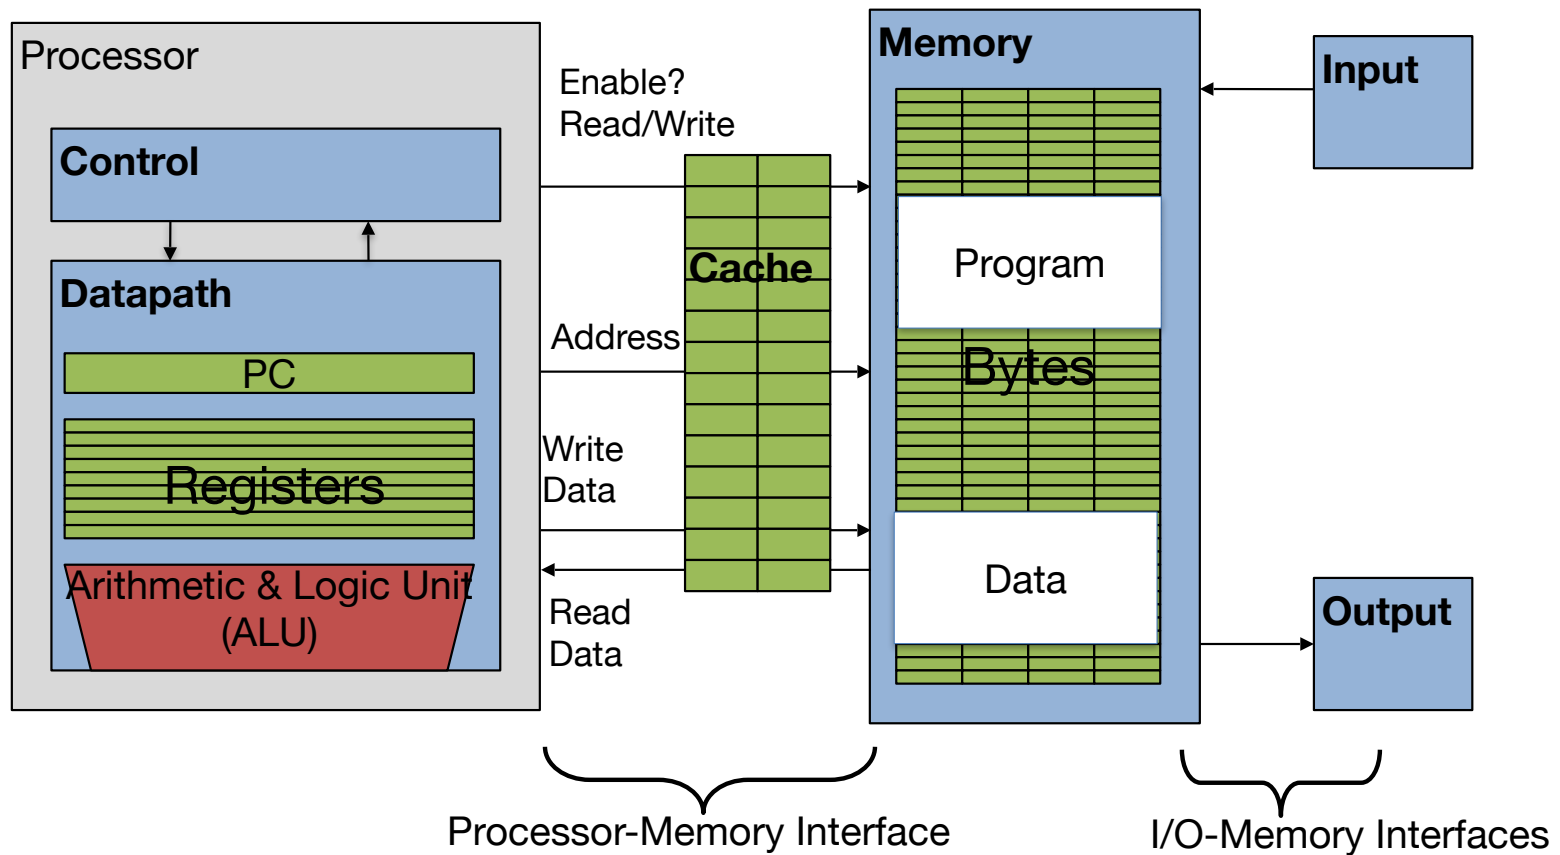 Processor
Control
Datapath
PC
Registers
Arithmetic & Logic Unit
(ALU)
Enable?
Read/Write
Cache
Address
Write
Data
Read
Data
Memory
Program
Bytes
Data
Input
Output
Processor-Memory Interface
I/O-Memory Interfaces